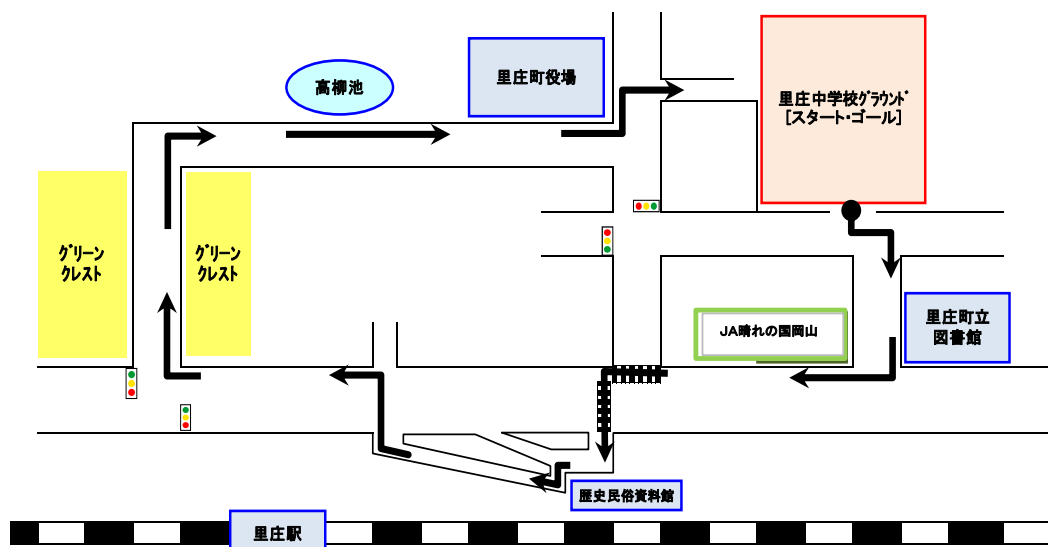 里庄町役場
高柳池
里庄中学校ｸﾞﾗｳﾝﾄﾞ
[スタート・ゴール]
ｸﾞﾘｰﾝ
ｸﾚｽﾄ
ｸﾞﾘｰﾝ
ｸﾚｽﾄ
JA晴れの国岡山
里庄町立
図書館
歴史民俗資料館
里庄駅